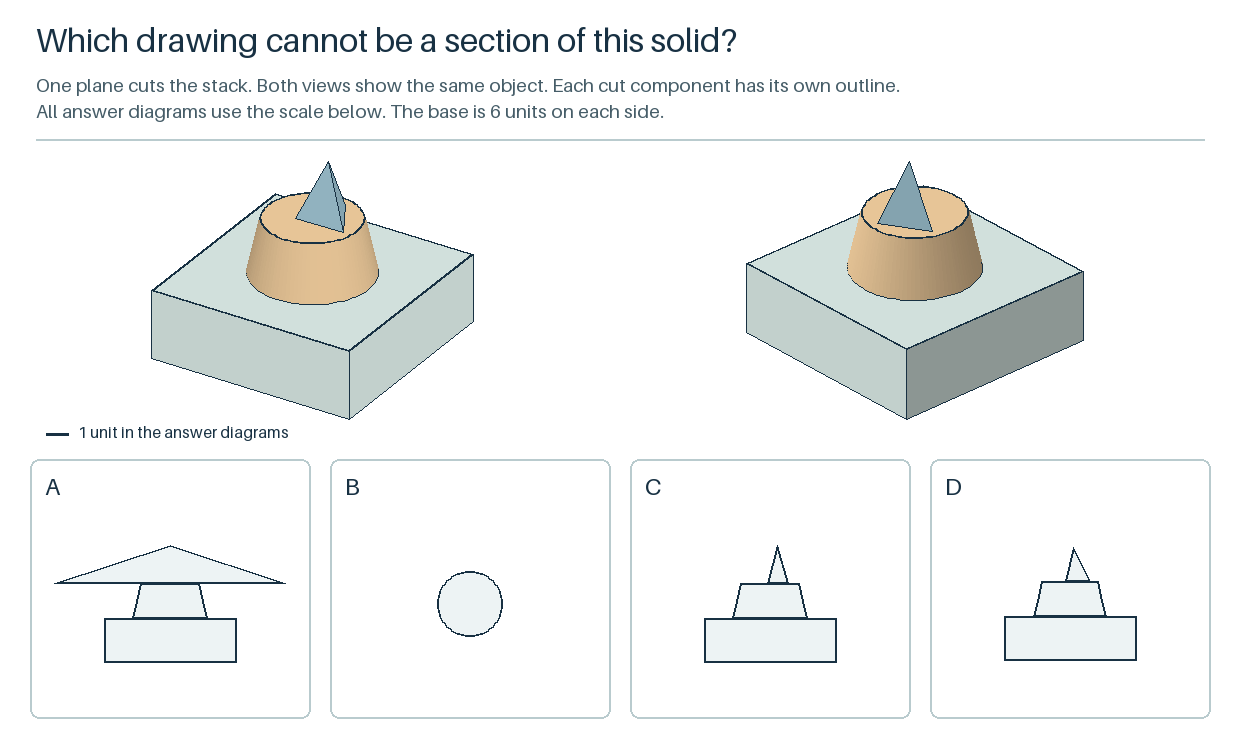 Which drawing cannot be a section of this solid?
One plane cuts the stack. Both views show the same object. Each cut component has its own outline.
All answer diagrams use the scale below. The base is 6 units on each side.
1 unit in the answer diagrams
A
B
C
D